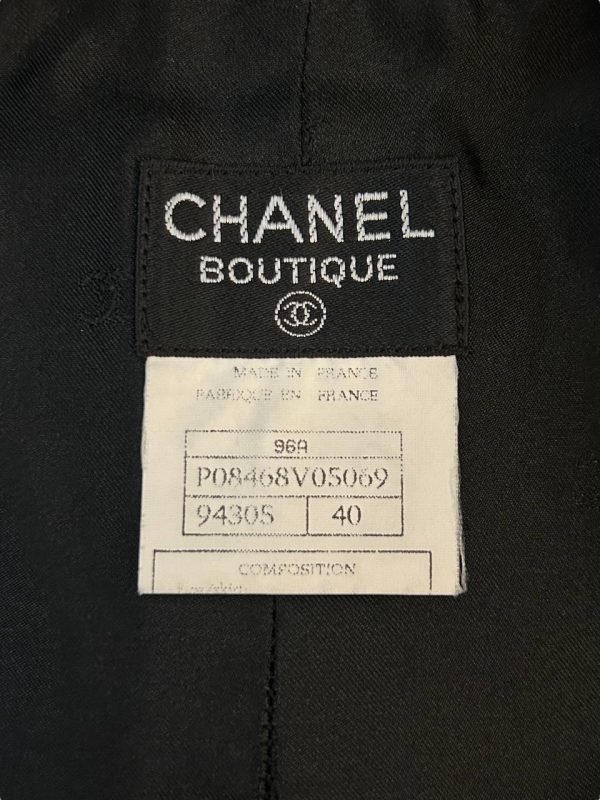 CHANEL
BOUTIQUE
MADE IN FRANCE
FABRIQUE EN FRANCE
96A
P08468V05069
94305 40
COMPOSITION